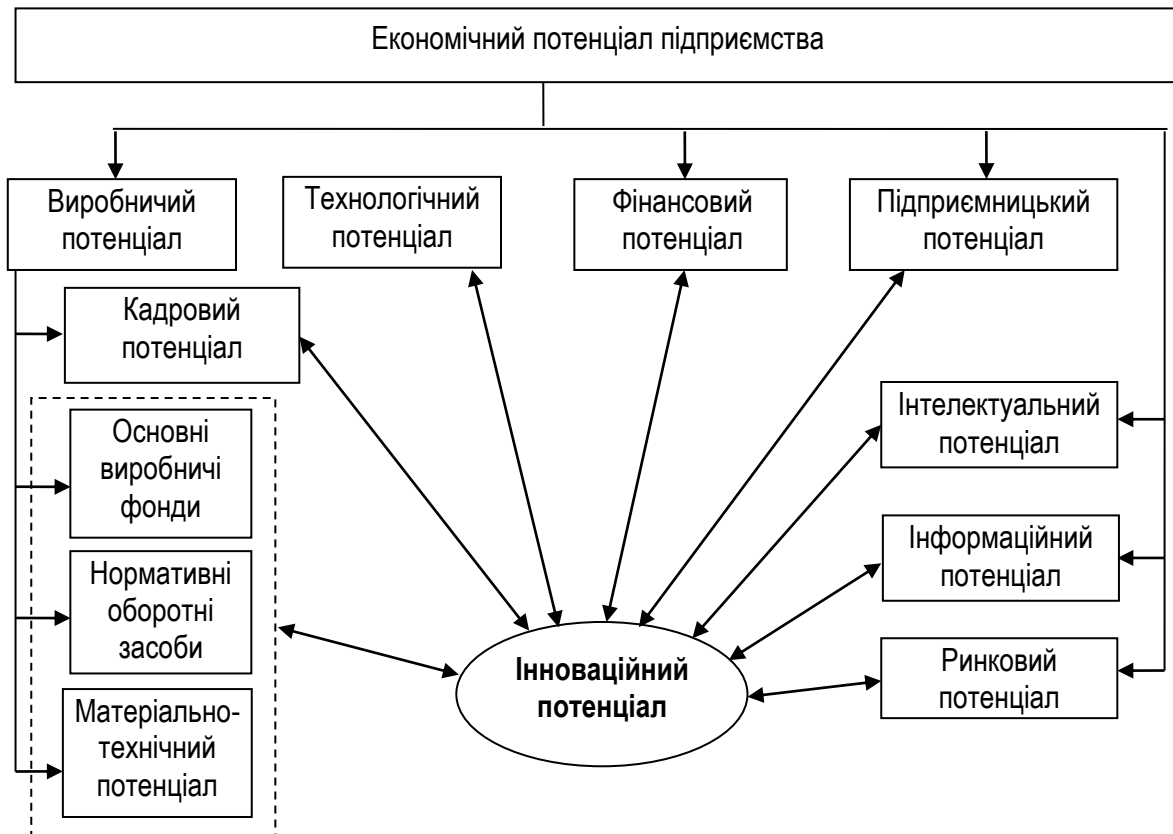 Економічний потенціал підприємства
Виробничий
потенціал
Технологічний
потенціал
Фінансовий
потенціал
Підприємницький
потенціал
Кадровий
потенціал
Основні
виробничі
фонди
Нормативні
оборотні
засоби
Матеріально-
технічний
потенціал
Інноваційний
потенціал
Інтелектуальний
потенціал
Інформаційний
потенціал
Ринковий
потенціал